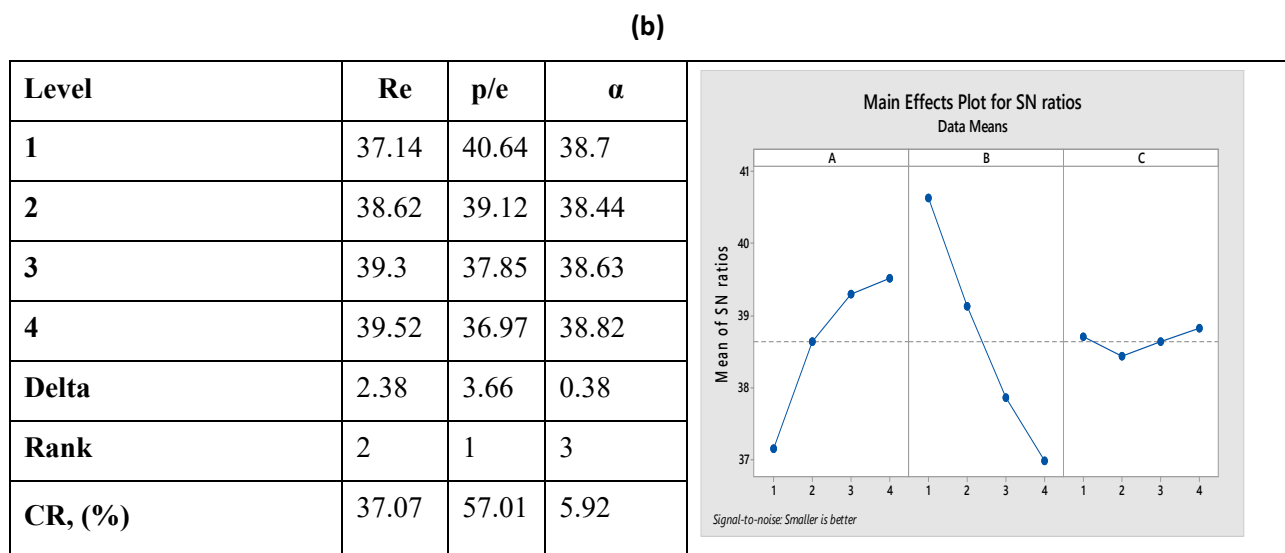 (b)
Level Re p/e α
1 37.14 40.64 38.7
2 38.62 39.12 38.44
3 39.3 37.85 38.63
4 39.52 36.97 38.82
Delta 2.38 3.66 0.38
Rank 2 1 3
CR, (%) 37.07 57.01 5.92
Main Effects Plot for SN ratios
Data Means
A B C
Mean of SN ratios
41
40
39
38
37
1 2 3 4 1 2 3 4 1 2 3 4
Signal-to-noise: Smaller is better